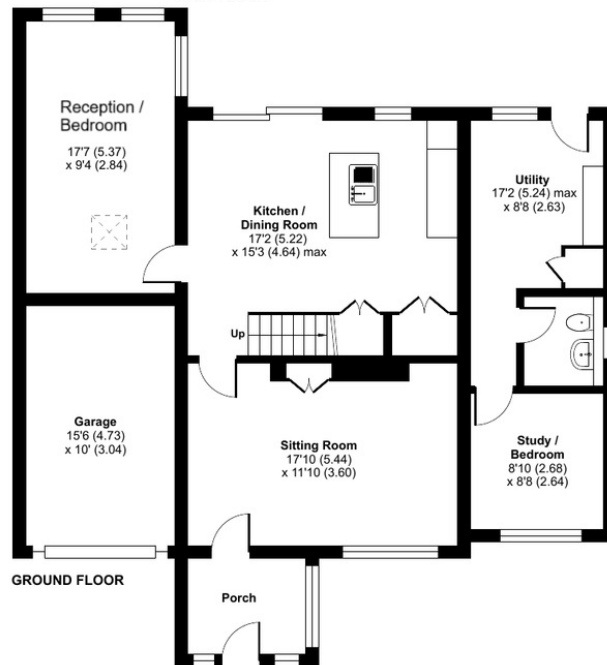 Reception /
Bedroom
17'7 (5.37)
x 9'4 (2.84)
Kitchen /
Dining Room
17'2 (5.22)
x 15'3 (4.64) max
Utility
17'2 (5.24) max
x 8'8 (2.63)
Up
Garage
15'6 (4.73)
x 10' (3.04)
Sitting Room
17'10 (5.44)
x 11'10 (3.60)
Study /
Bedroom
8'10 (2.68)
x 8'8 (2.64)
GROUND FLOOR
Porch